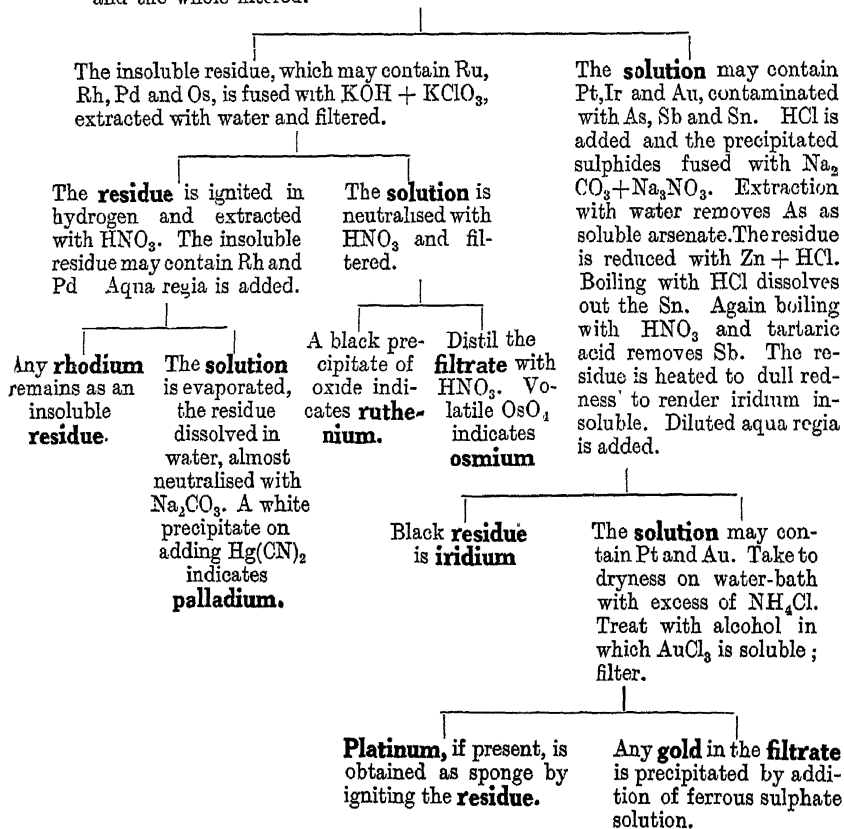 and the whole filtered.
The insoluble residue, which may contain Ru,
Rh, Pd and Os, is fused with KOH + KClO₃,
extracted with water and filtered.
The residue is ignited in
hydrogen and extracted
with HNO₃. The insoluble
residue may contain Rh and
Pd Aqua regia is added.
Any rhodium
remains as an
insoluble
residue.
The solution
is evaporated,
the residue
dissolved in
water, almost
neutralised with
Na₂CO₃. A white
precipitate on
adding Hg(CN)₂
indicates
palladium.
The solution is
neutralised with
HNO₃ and fil-
tered.
A black pre-
cipitate of
oxide indi-
cates ruthe-
nium.
Distil the
filtrate with
HNO₃. Vo-
latile OsO₄
indicates
osmium
The solution may contain
Pt,Ir and Au, contaminated
with As, Sb and Sn. HCl is
added and the precipitated
sulphides fused with Na₂
CO₃+Na₃NO₃. Extraction
with water removes As as
soluble arsenate.The residue
is reduced with Zn + HCl.
Boiling with HCl dissolves
out the Sn. Again boiling
with HNO₃ and tartaric
acid removes Sb. The re-
sidue is heated to dull red-
ness' to render iridium in-
soluble. Diluted aqua regia
is added.
Black residue
is iridium
The solution may con-
tain Pt and Au. Take to
dryness on water-bath
with excess of NH₄Cl.
Treat with alcohol in
which AuCl₃ is soluble ;
filter.
Platinum, if present, is
obtained as sponge by
igniting the residue.
Any gold in the filtrate
is precipitated by addi-
tion of ferrous sulphate
solution.